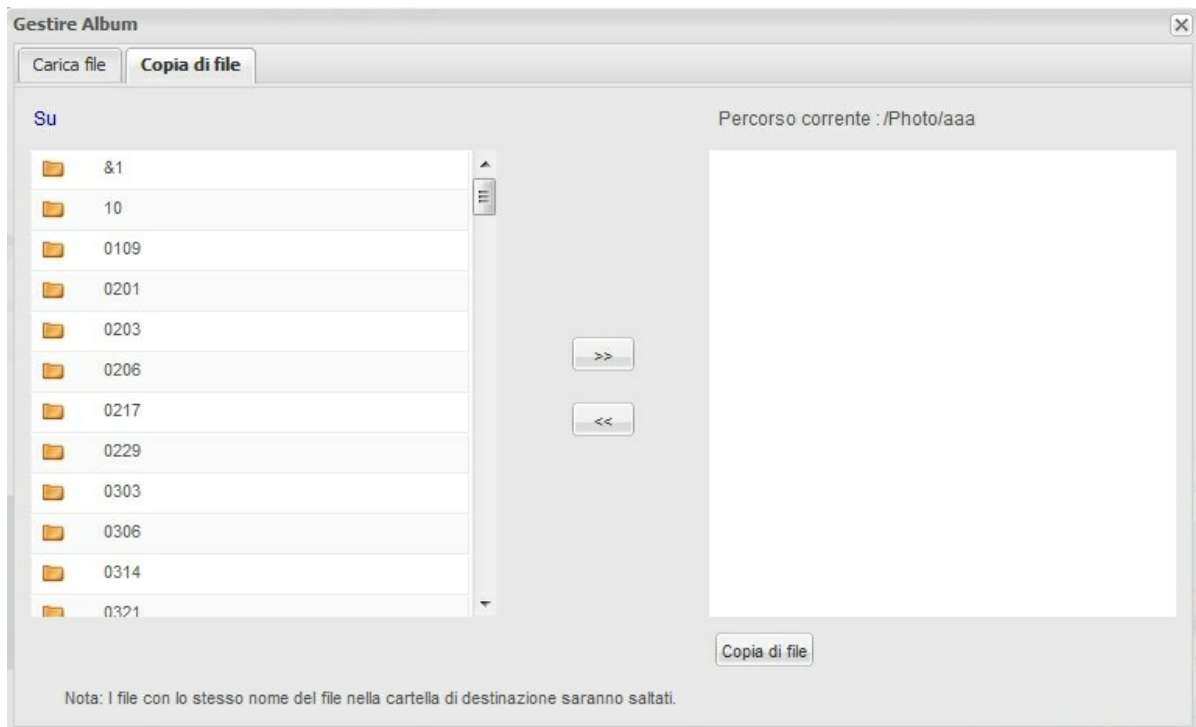 Gestire Album
Carica file
Copia di file
Su
Percorso corrente : /Photo/aaa
&1
10
0109
0201
0203
0206
0217
0229
0303
0306
0314
0321
>>
<<
Copia di file
Nota: I file con lo stesso nome del file nella cartella di destinazione saranno saltati.